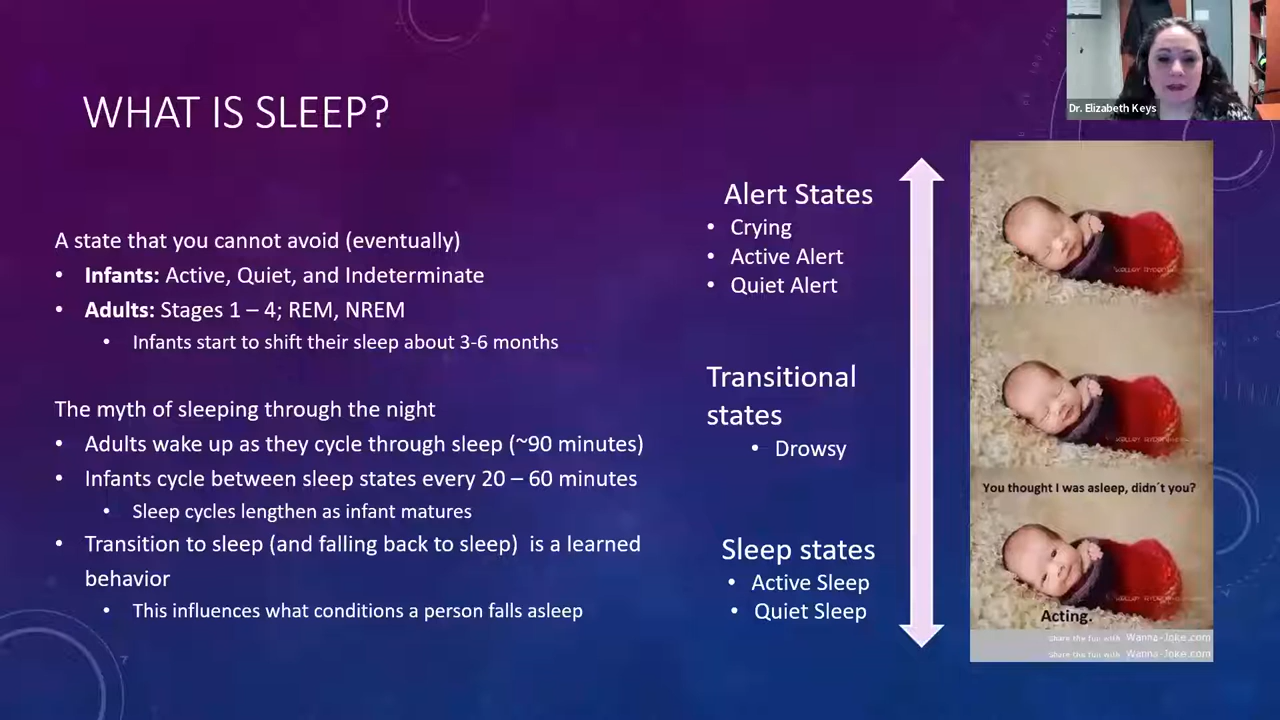 Dr. Elizabeth Keys
WHAT IS SLEEP?
A state that you cannot avoid (eventually)
• Infants: Active, Quiet, and Indeterminate
• Adults: Stages 1 – 4; REM, NREM
• Infants start to shift their sleep about 3-6 months
The myth of sleeping through the night
• Adults wake up as they cycle through sleep (~90 minutes)
• Infants cycle between sleep states every 20 – 60 minutes
• Sleep cycles lengthen as infant matures
• Transition to sleep (and falling back to sleep)  is a learned
behavior
• This influences what conditions a person falls asleep
Alert States
• Crying
• Active Alert
• Quiet Alert
Transitional
states
• Drowsy
Sleep states
• Active Sleep
• Quiet Sleep
You thought I was asleep, didn´t you?
Acting.
Share the fun with Wanna-Joke.com
Share the fun with Wanna-Joke.com